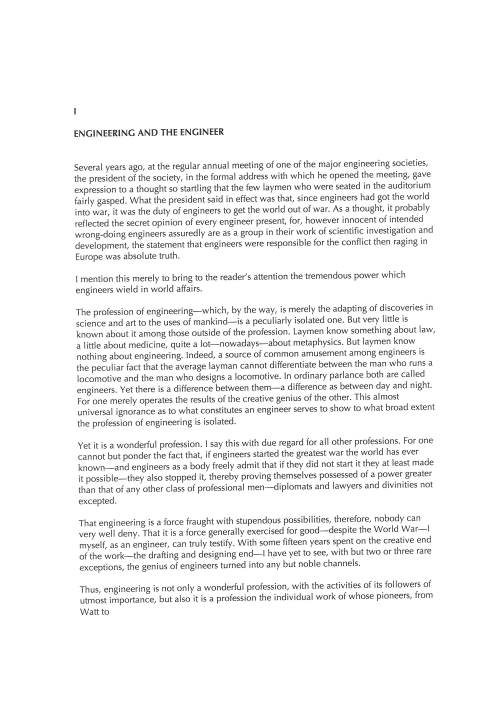 I
ENGINEERING AND THE ENGINEER
Several years ago, at the regular annual meeting of one of the major engineering societies,
the president of the society, in the formal address with which he opened the meeting, gave
expression to a thought so startling that the few laymen who were seated in the auditorium
fairly gasped. What the president said in effect was that, since engineers had got the world
into war, it was the duty of engineers to get the world out of war. As a thought, it probably
reflected the secret opinion of every engineer present, for, however innocent of intended
wrong-doing engineers assuredly are as a group in their work of scientific investigation and
development, the statement that engineers were responsible for the conflict then raging in
Europe was absolute truth.
I mention this merely to bring to the reader's attention the tremendous power which
engineers wield in world affairs.
The profession of engineering—which, by the way, is merely the adapting of discoveries in
science and art to the uses of mankind—is a peculiarly isolated one. But very little is
known about it among those outside of the profession. Laymen know something about law,
a little about medicine, quite a lot—nowadays—about metaphysics. But laymen know
nothing about engineering. Indeed, a source of common amusement among engineers is
the peculiar fact that the average layman cannot differentiate between the man who runs a
locomotive and the man who designs a locomotive. In ordinary parlance both are called
engineers. Yet there is a difference between them—a difference as between day and night.
For one merely operates the results of the creative genius of the other. This almost
universal ignorance as to what constitutes an engineer serves to show to what broad extent
the profession of engineering is isolated.
Yet it is a wonderful profession. I say this with due regard for all other professions. For one
cannot but ponder the fact that, if engineers started the greatest war the world has ever
known—and engineers as a body freely admit that if they did not start it they at least made
it possible—they also stopped it, thereby proving themselves possessed of a power greater
than that of any other class of professional men—diplomats and lawyers and divinities not
excepted.
That engineering is a force fraught with stupendous possibilities, therefore, nobody can
very well deny. That it is a force generally exercised for good—despite the World War—I
myself, as an engineer, can truly testify. With some fifteen years spent on the creative end
of the work—the drafting and designing end—I have yet to see, with but two or three rare
exceptions, the genius of engineers turned into any but noble channels.
Thus, engineering is not only a wonderful profession, with the activities of its followers of
utmost importance, but also it is a profession the individual work of whose pioneers, from
Watt to